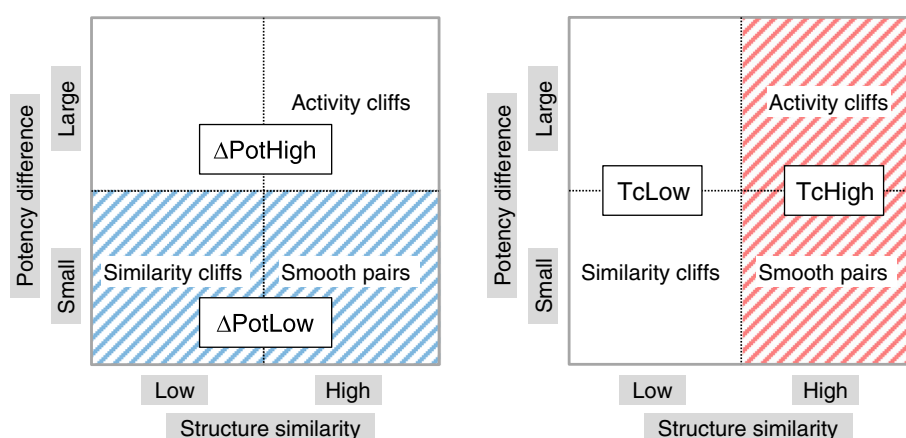 Potency difference
Large
Small
Activity cliffs
ΔPotHigh
Similarity cliffs
Smooth pairs
ΔPotLow
Low
High
Structure similarity
Potency difference
Large
Small
Activity cliffs
TcLow
TcHigh
Similarity cliffs
Smooth pairs
Low
High
Structure similarity